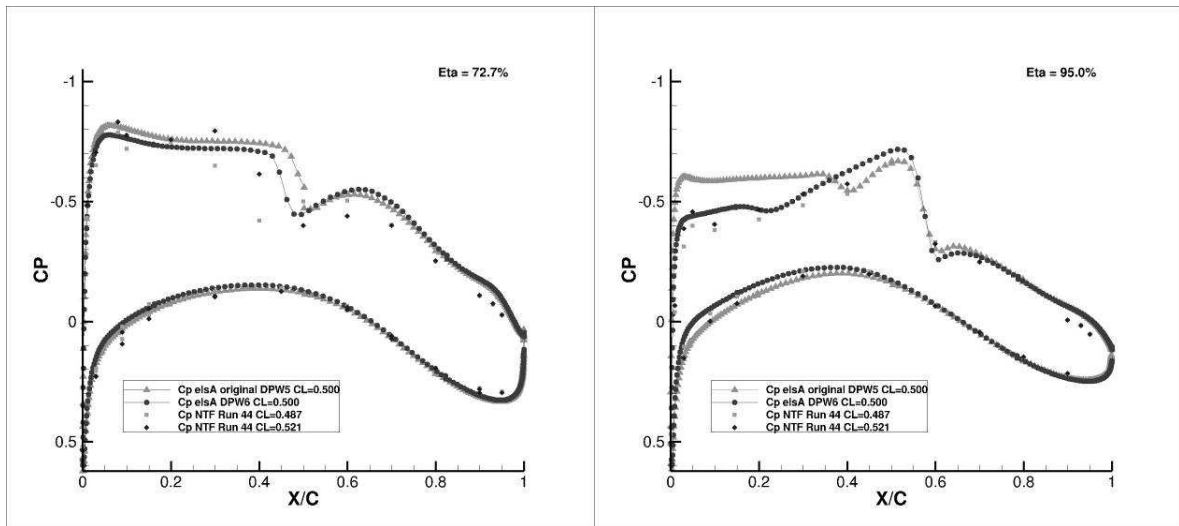 Eta = 72.7%
-1
-0.5
CP
0
0.5
Cp elsA original DPW5 CL=0.500
Cp elsA DPW6 CL=0.500
Cp NTF Run 44 CL=0.487
Cp NTF Run 44 CL=0.521
0 0.2 0.4 0.6 0.8 1
X/C
Eta = 95.0%
-1
-0.5
CP
0
0.5
Cp elsA original DPW5 CL=0.500
Cp elsA DPW6 CL=0.500
Cp NTF Run 44 CL=0.487
Cp NTF Run 44 CL=0.521
0 0.2 0.4 0.6 0.8 1
X/C